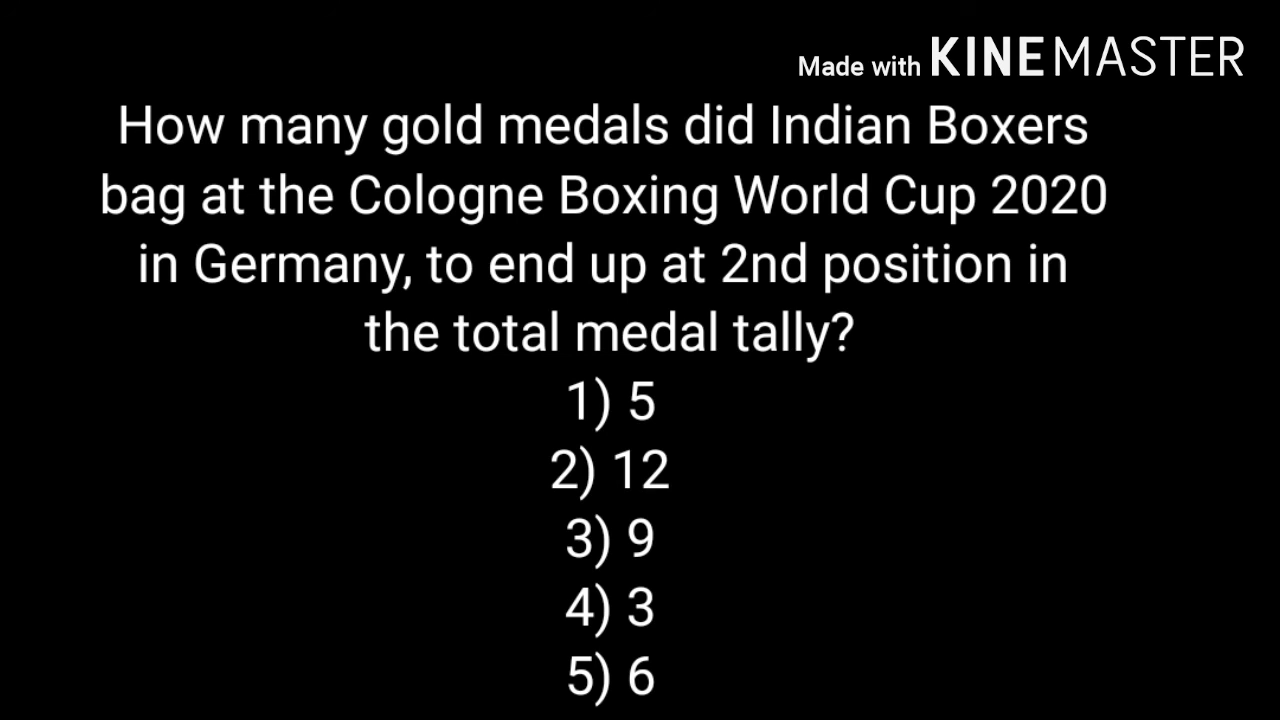 Made with KINEMASTER
How many gold medals did Indian Boxers
bag at the Cologne Boxing World Cup 2020
in Germany, to end up at 2nd position in
the total medal tally?
1) 5
2) 12
3) 9
4) 3
5) 6